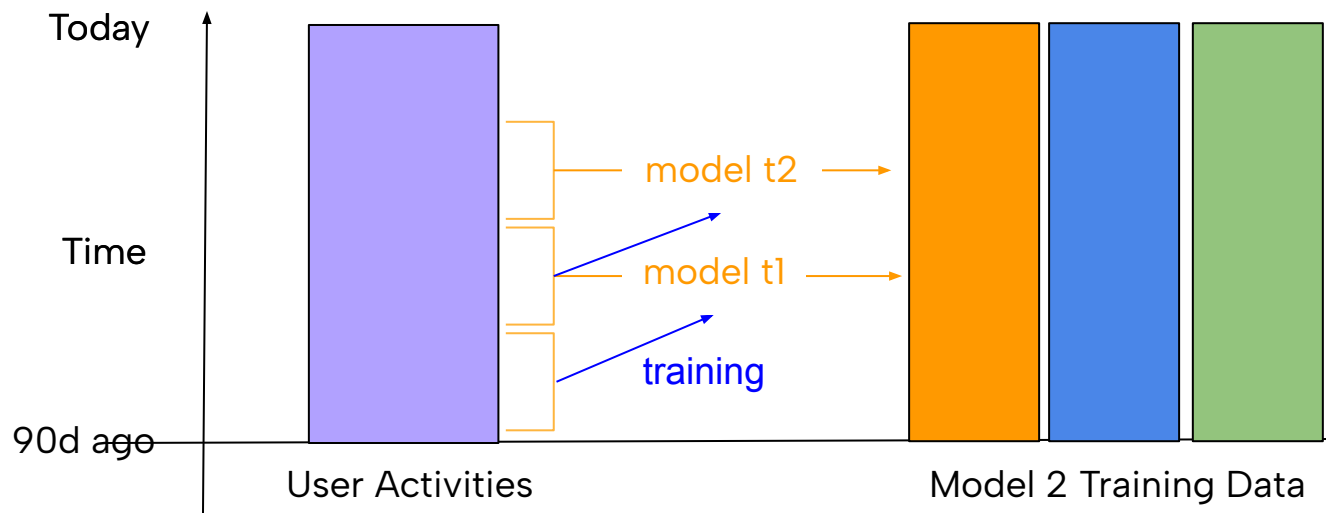 Today
model t2
Time
model t1
training
90d ago
User Activities
Model 2 Training Data